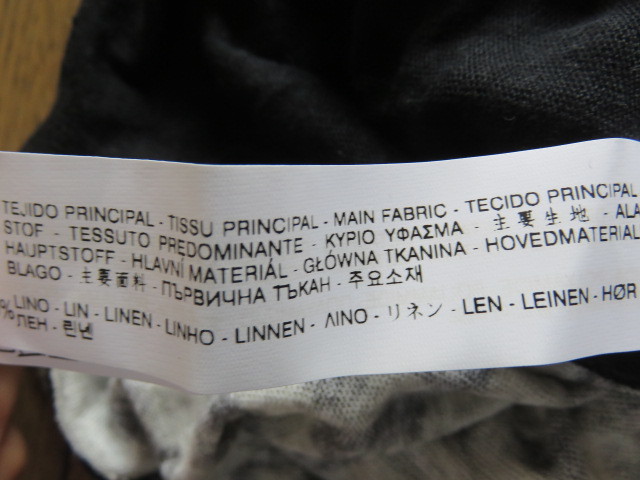 TEJIDO PRINCIPAL - TISSU PRINCIPAL - MAIN FABRIC - TECIDO PRINCIPAL
STOF - TESSUTO PREDOMINANTE - ΚΥΡΙΟ ΥΦΑΣΜΑ - 主要生地 - ALA
HAUPTSTOFF - HLAVNÍ MATERIÁL - GŁÓWNA TKANINA - HOVEDMATERIAL
BLAGO - 主要面料 - ПЪРВИЧНА ТЪКАН - 주요소재
% LINO - LIN - LINEN - LINHO - LINNEN - ΛΙΝΟ - リネン - LEN - LEINEN - HØR
ЛЕН - 린넨